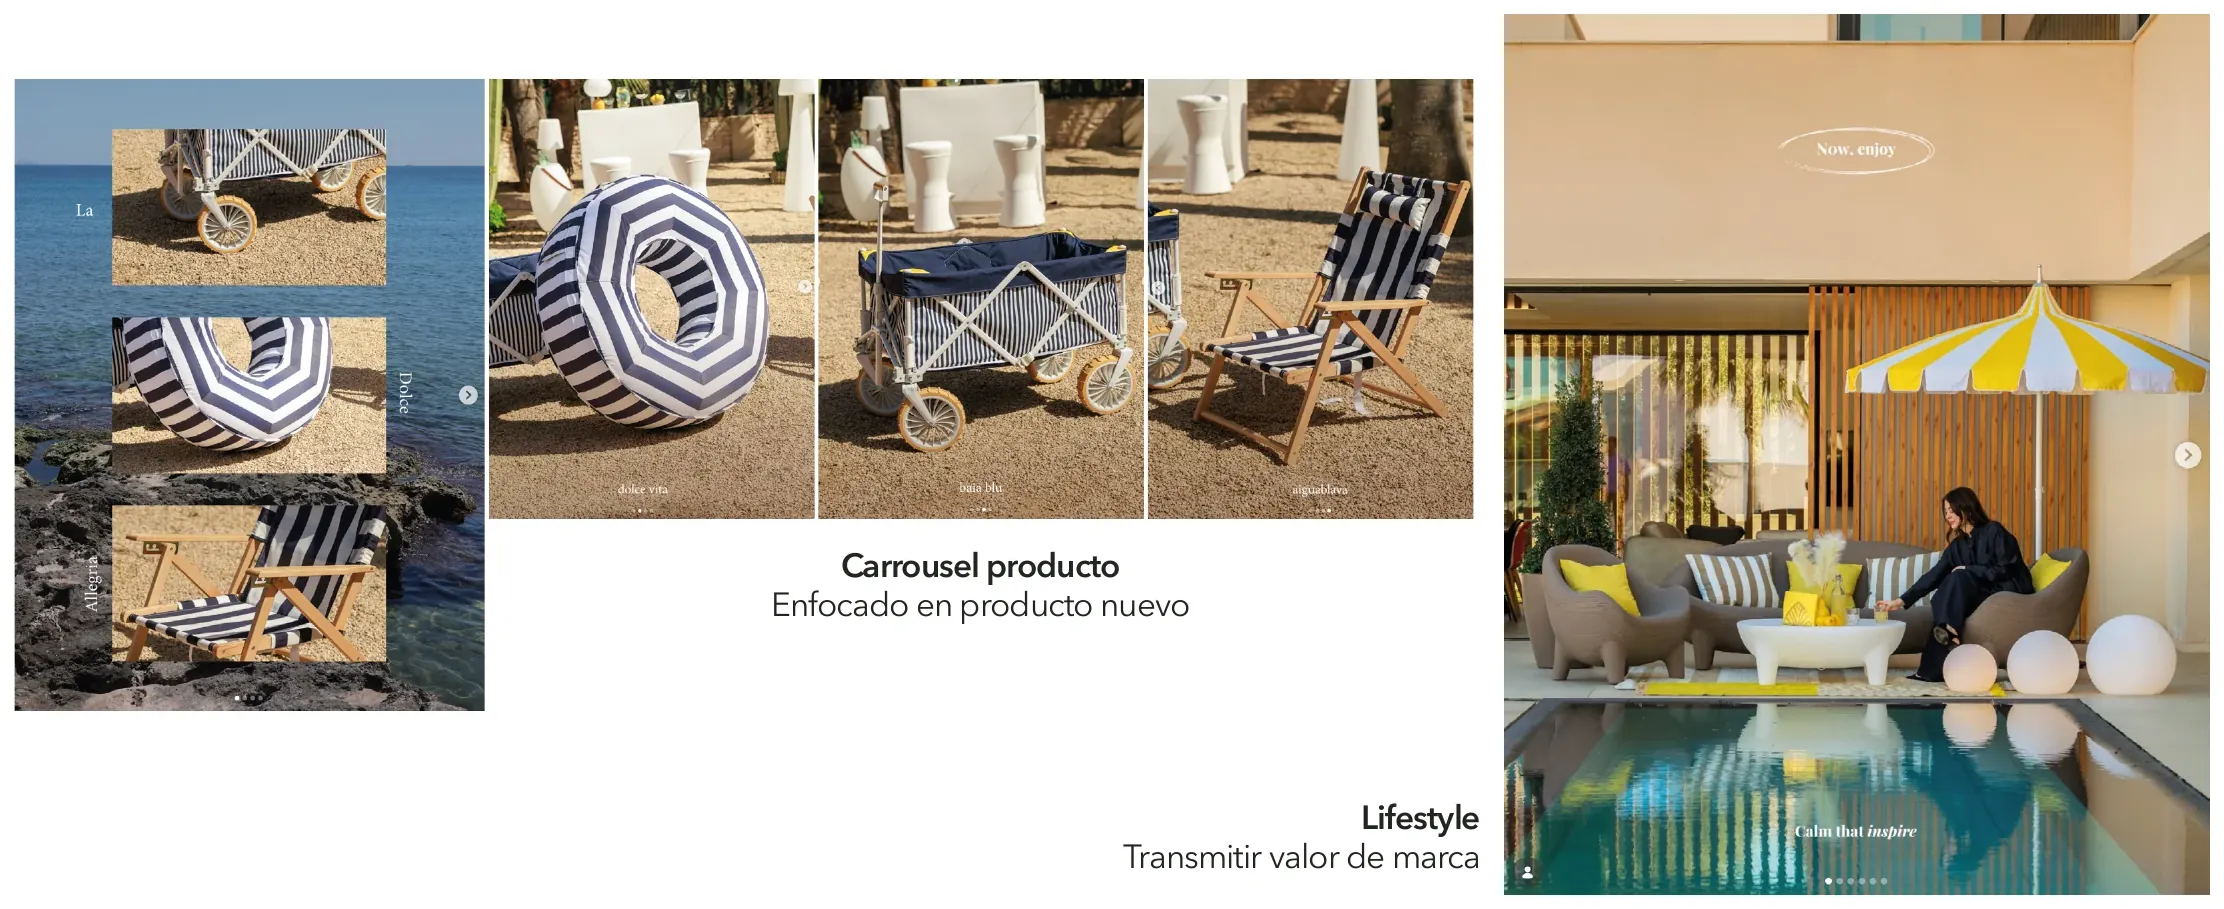 La
Dolce
Allegria
dolce vita
baia blu
aiguablava
Carrousel producto
Enfocado en producto nuevo
Lifestyle
Transmitir valor de marca
Now, enjoy
Calm that inspire